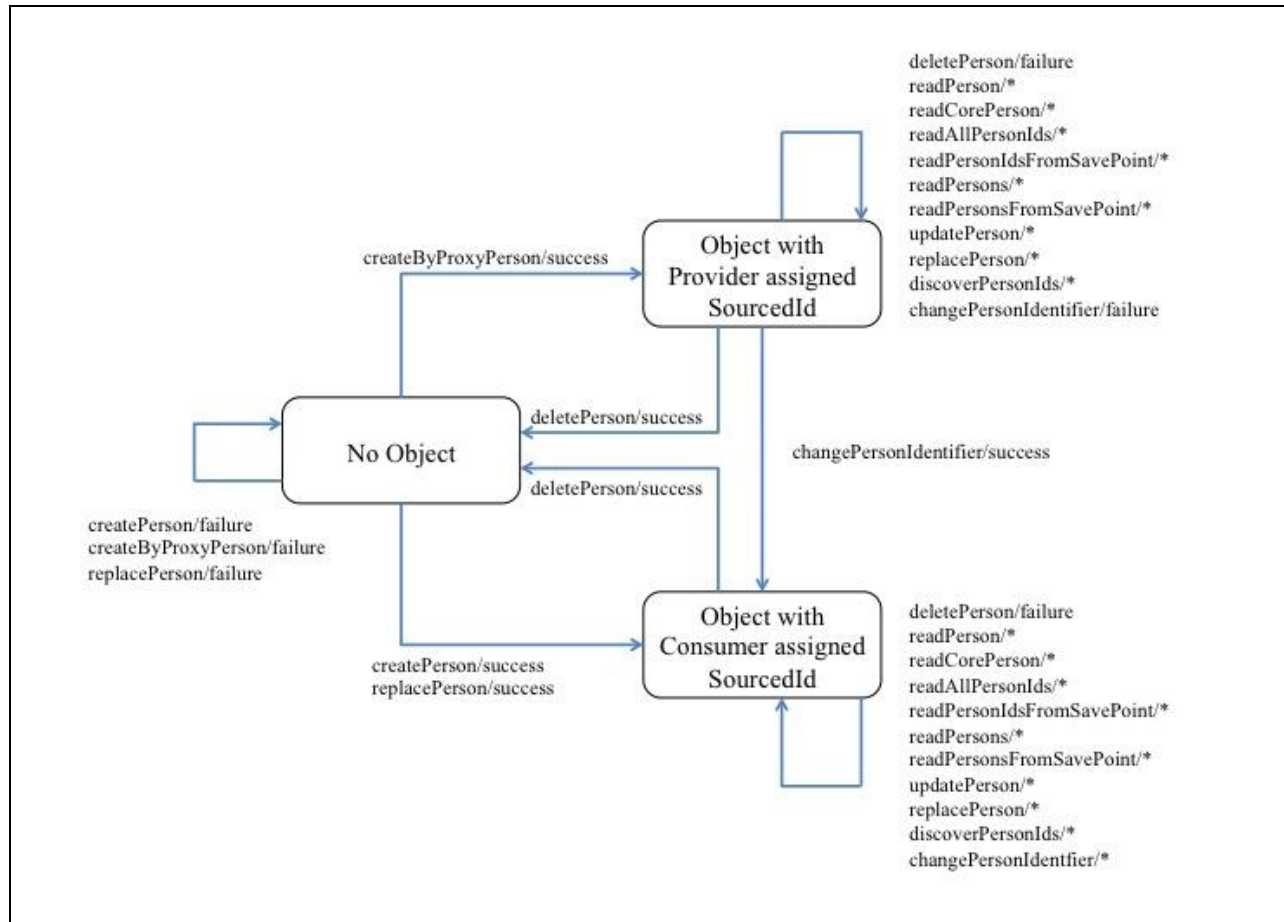 deletePerson/failure
readPerson/*
readCorePerson/*
readAllPersonIds/*
readPersonIdsFromSavePoint/*
readPersons/*
readPersonsFromSavePoint/*
updatePerson/*
replacePerson/*
discoverPersonIds/*
changePersonIdentifier/failure
Object with
Provider assigned
SourcedId
createByProxyPerson/success
deletePerson/success
No Object
changePersonIdentifier/success
deletePerson/success
createPerson/failure
createByProxyPerson/failure
replacePerson/failure
Object with
Consumer assigned
SourcedId
createPerson/success
replacePerson/success
deletePerson/failure
readPerson/*
readCorePerson/*
readAllPersonIds/*
readPersonIdsFromSavePoint/*
readPersons/*
readPersonsFromSavePoint/*
updatePerson/*
replacePerson/*
discoverPersonIds/*
changePersonIdentfier/*